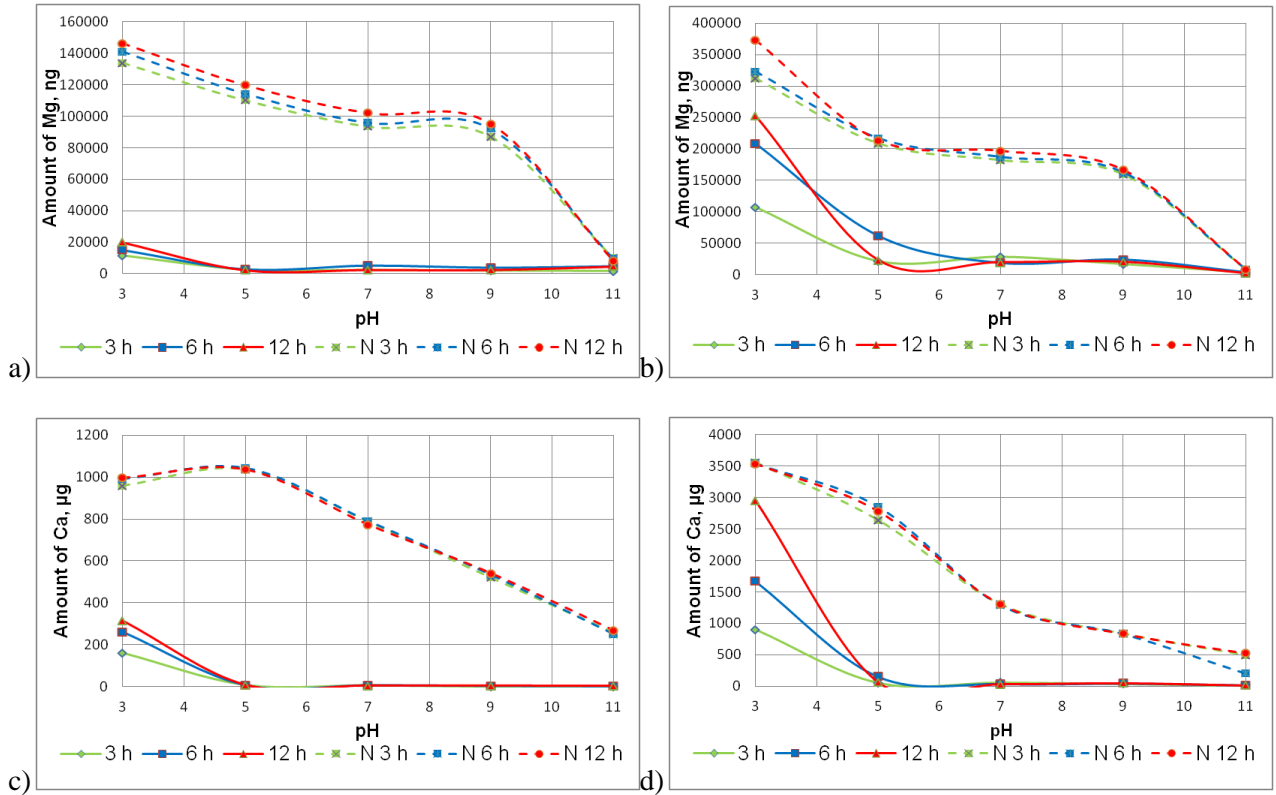 160000
140000
120000
100000
80000
60000
40000
20000
0
Amount of Mg, ng
3 4 5 6 7 8 9 10 11
pH
3 h 6 h 12 h N 3 h N 6 h N 12 h
a)
400000
350000
300000
250000
200000
150000
100000
50000
0
Amount of Mg, ng
3 4 5 6 7 8 9 10 11
pH
3 h 6 h 12 h N 3 h N 6 h N 12 h
b)
1200
1000
800
600
400
200
0
Amount of Ca, µg
3 4 5 6 7 8 9 10 11
pH
3 h 6 h 12 h N 3 h N 6 h N 12 h
c)
4000
3500
3000
2500
2000
1500
1000
500
0
Amount of Ca, µg
3 4 5 6 7 8 9 10 11
pH
3 h 6 h 12 h N 3 h N 6 h N 12 h
d)